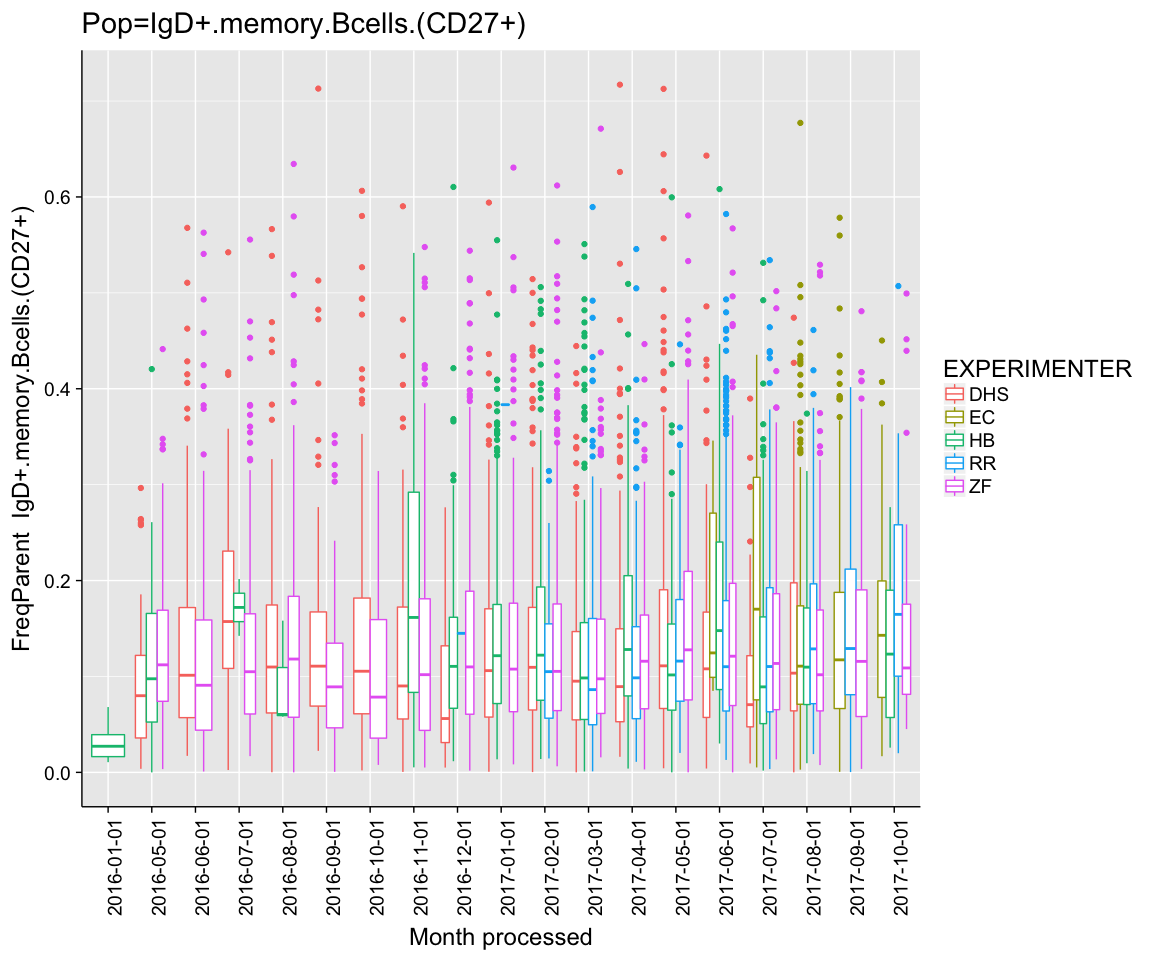 Pop=IgD+.memory.Bcells.(CD27+)
FreqParent  IgD+.memory.Bcells.(CD27+)
0.6
0.4
0.2
0.0
2016-01-01
2016-05-01
2016-06-01
2016-07-01
2016-08-01
2016-09-01
2016-10-01
2016-11-01
2016-12-01
2017-01-01
2017-02-01
2017-03-01
2017-04-01
2017-05-01
2017-06-01
2017-07-01
2017-08-01
2017-09-01
2017-10-01
Month processed
EXPERIMENTER
DHS
EC
HB
RR
ZF